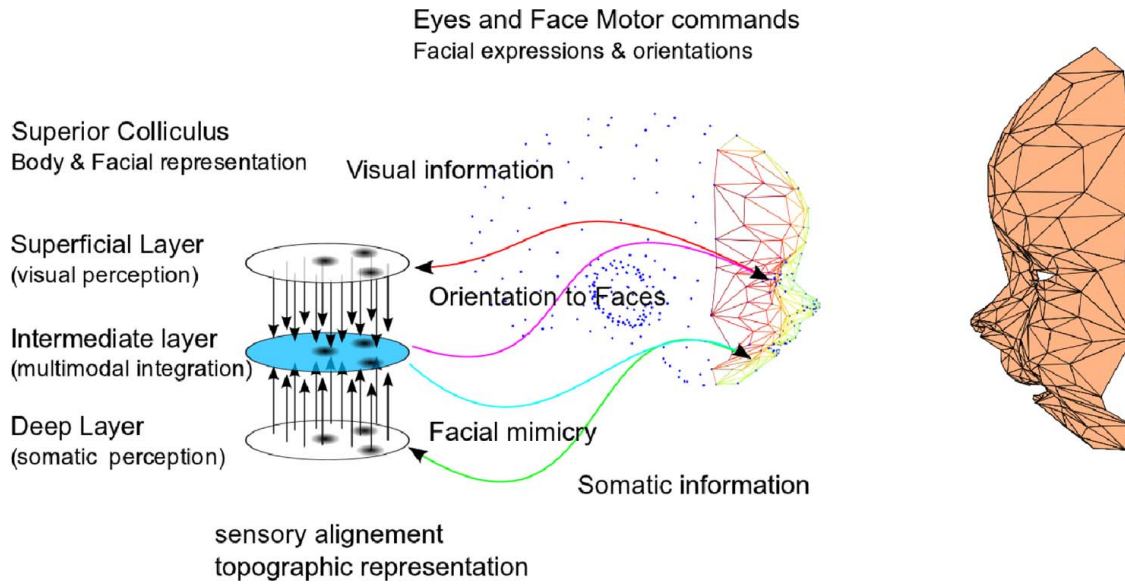 Eyes and Face Motor commands
Facial expressions & orientations
Superior Colliculus
Body & Facial representation
Visual information
Superficial Layer
(visual perception)
Orientation to Faces
Intermediate layer
(multimodal integration)
Deep Layer
(somatic perception)
Facial mimicry
Somatic information
sensory alignement
topographic representation